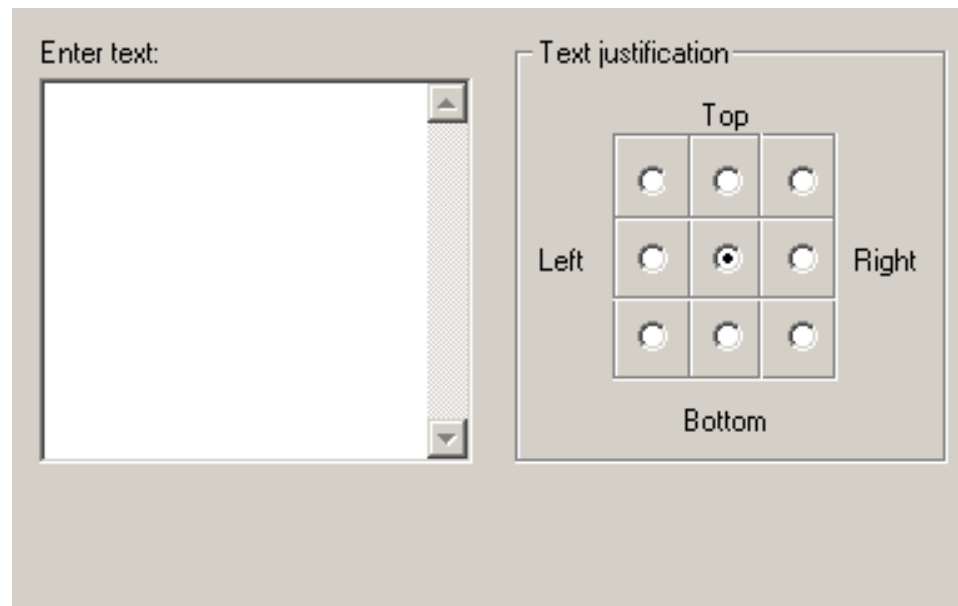 Enter text:
Text justification
Top
Left
Right
Bottom